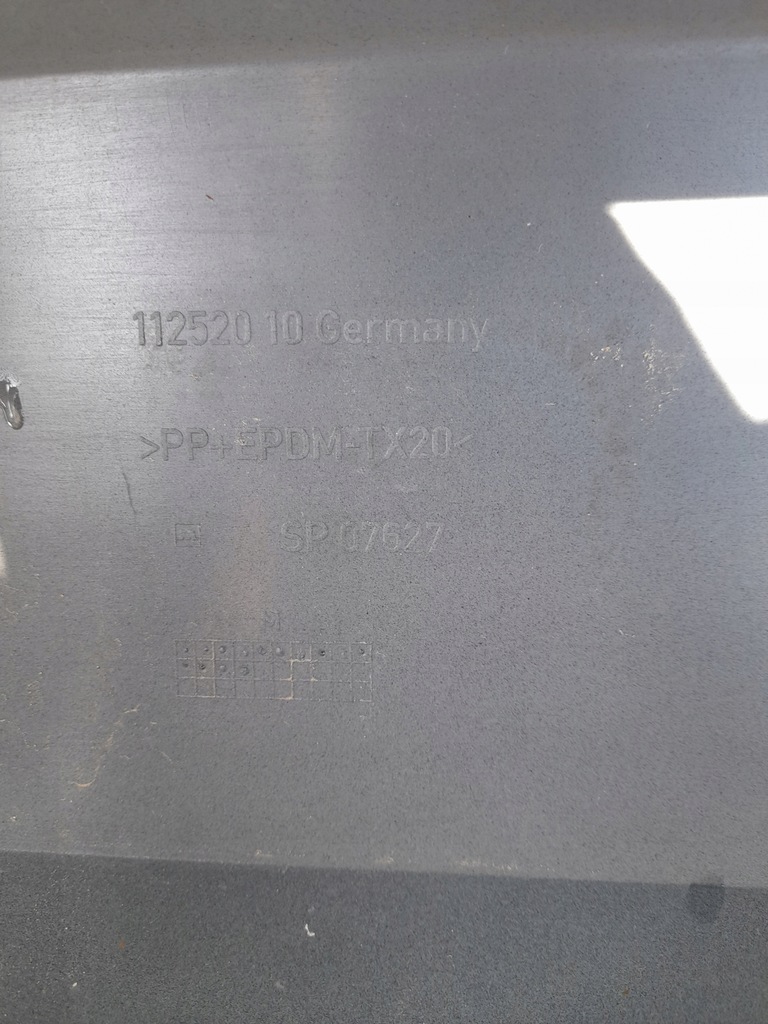 112520 10 Germany
>PP+EPDM-TX20<
SP 07627